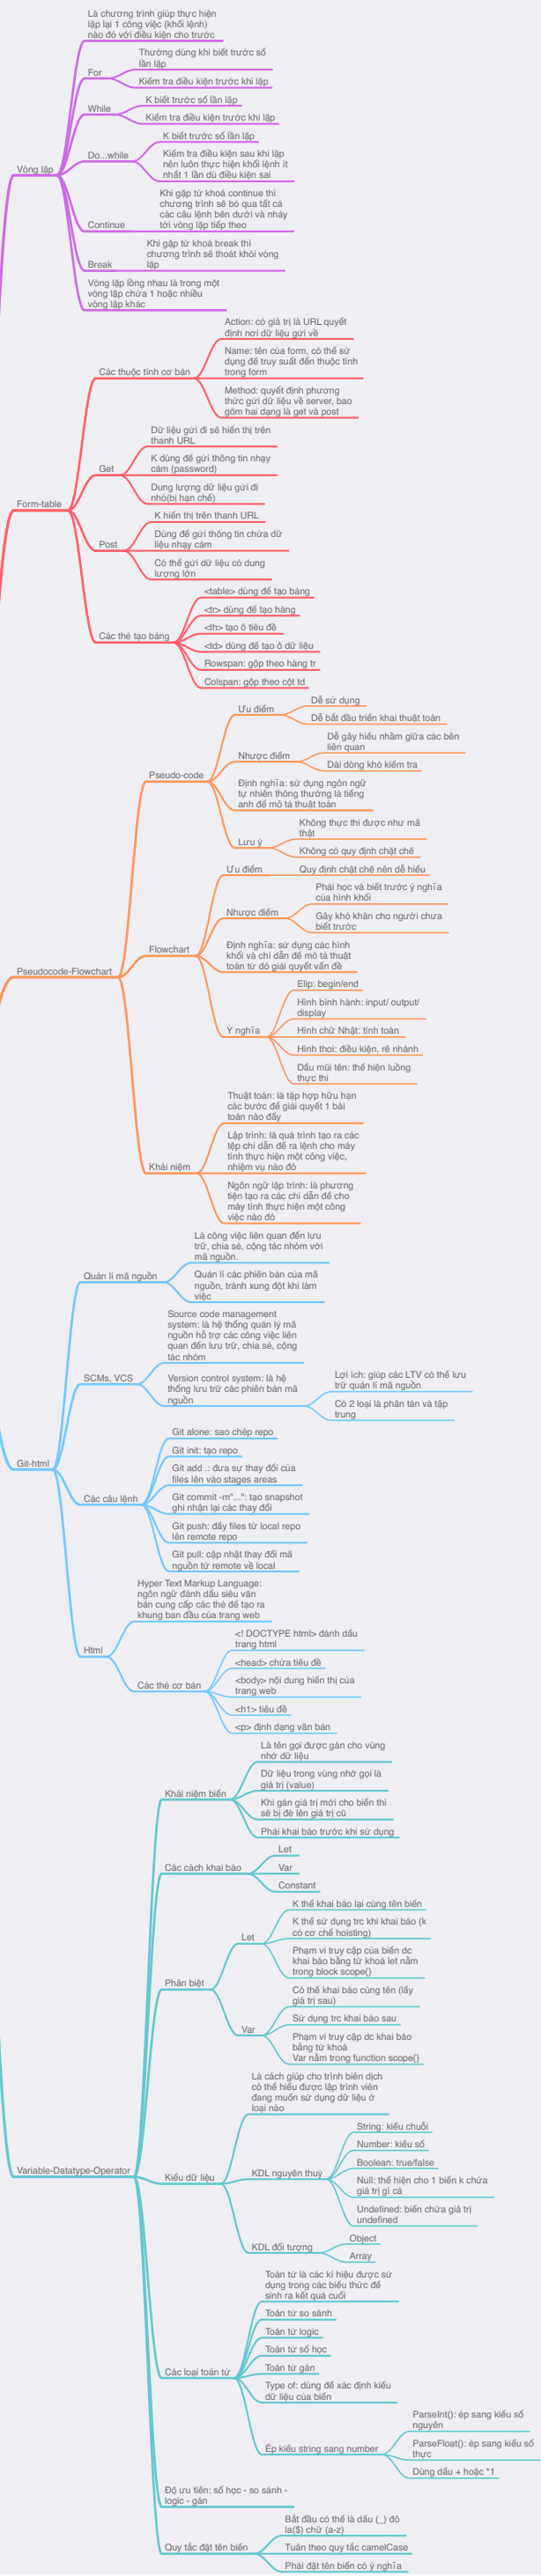 Là chương trình giúp thực hiện
lặp lại 1 công việc (khối lệnh)
nào đó với điều kiện cho trước
For
Thường dùng khi biết trước số
lần lặp
Kiểm tra điều kiện trước khi lặp
While
K biết trước số lần lặp
Kiểm tra điều kiện trước khi lặp
Do...while
K biết trước số lần lặp
Kiểm tra điều kiện sau khi lặp
nên luôn thực hiện khối lệnh ít
nhất 1 lần dù điều kiện sai
Vòng lặp
Continue
Khi gặp từ khoá continue thì
chương trình sẽ bỏ qua tất cả
các câu lệnh bên dưới và nhảy
tới vòng lặp tiếp theo
Break
Khi gặp từ khoá break thì
chương trình sẽ thoát khỏi vòng
lặp
Vòng lặp lồng nhau là trong một
vòng lặp chứa 1 hoặc nhiều
vòng lặp khác
Các thuộc tính cơ bản
Action: có giá trị là URL quyết
định nơi dữ liệu gửi về
Name: tên của form, có thể sử
dụng để truy suất đến thuộc tính
trong form
Method: quyết định phương
thức gửi dữ liệu về server, bao
gồm hai dạng là get và post
Get
Dữ liệu gửi đi sẽ hiển thị trên
thanh URL
K dùng để gửi thông tin nhạy
cảm (password)
Dung lượng dữ liệu gửi đi
nhỏ(bị hạn chế)
Form-table
Post
K hiển thị trên thanh URL
Dùng để gửi thông tin chứa dữ
liệu nhạy cảm
Có thể gửi dữ liệu có dung
lượng lớn
Các thẻ tạo bảng
<table> dùng để tạo bảng
<tr> dùng để tạo hàng
<th> tạo ô tiêu đề
<td> dùng để tạo ô dữ liệu
Rowspan: gộp theo hàng tr
Colspan: gộp theo cột td
Pseudo-code
Ưu điểm
Dễ sử dụng
Dễ bắt đầu triển khai thuật toán
Nhược điểm
Dễ gây hiểu nhầm giữa các bên
liên quan
Dài dòng khó kiểm tra
Định nghĩa: sử dụng ngôn ngữ
tự nhiên thông thường là tiếng
anh để mô tả thuật toán
Lưu ý
Không thực thi được như mã
thật
Không có quy định chặt chẽ
Flowchart
Ưu điểm
Quy định chặt chẽ nên dễ hiểu
Nhược điểm
Phải học và biết trước ý nghĩa
của hình khối
Gây khó khăn cho người chưa
biết trước
Định nghĩa: sử dụng các hình
khối và chỉ dẫn để mô tả thuật
toán từ đó giải quyết vấn đề
Pseudocode-Flowchart
Ý nghĩa
Elip: begin/end
Hình bình hành: input/ output/
display
Hình chữ Nhật: tính toán
Hình thoi: điều kiện, rẽ nhánh
Dấu mũi tên: thể hiện luồng
thực thi
Khái niệm
Thuật toán: là tập hợp hữu hạn
các bước để giải quyết 1 bài
toán nào đấy
Lập trình: là quá trình tạo ra các
tệp chỉ dẫn để ra lệnh cho máy
tính thực hiện một công việc,
nhiệm vụ nào đó
Ngôn ngữ lập trình: là phương
tiện tạo ra các chỉ dẫn để cho
máy tính thực hiện một công
việc nào đó
Quản lí mã nguồn
Là công việc liên quan đến lưu
trữ, chia sẻ, cộng tác nhóm với
mã nguồn.
Quản lí các phiên bản của mã
nguồn, tránh xung đột khi làm
việc
SCMs, VCS
Source code management
system: là hệ thống quản lý mã
nguồn hỗ trợ các công việc liên
quan đến lưu trữ, chia sẻ, cộng
tác nhóm
Version control system: là hệ
thống lưu trữ các phiên bản mã
nguồn
Lợi ích: giúp các LTV có thể lưu
trữ quản lí mã nguồn
Có 2 loại là phân tán và tập
trung
Git-html
Các câu lệnh
Git alone: sao chép repo
Git init: tạo repo
Git add .: đưa sự thay đổi của
files lên vào stages areas
Git commit -m"...": tạo snapshot
ghi nhận lại các thay đổi
Git push: đẩy files từ local repo
lên remote repo
Git pull: cập nhật thay đổi mã
nguồn từ remote về local
Html
Hyper Text Markup Language:
ngôn ngữ đánh dấu siêu văn
bản cung cấp các thẻ để tạo ra
khung ban đầu của trang web
Các thẻ cơ bản
<! DOCTYPE html> đánh dấu
trang html
<head> chứa tiêu đề
<body> nội dung hiển thị của
trang web
<h1> tiêu đề
<p> định dạng văn bản
Khái niệm biến
Là tên gọi được gán cho vùng
nhớ dữ liệu
Dữ liệu trong vùng nhớ gọi là
giá trị (value)
Khi gán giá trị mới cho biến thì
sẽ bị đè lên giá trị cũ
Phải khai báo trước khi sử dụng
Các cách khai báo
Let
Var
Constant
Phân biệt
Let
K thể khai báo lại cùng tên biến
K thể sử dụng trc khi khai báo (k
có cơ chế hoisting)
Phạm vi truy cập của biến dc
khai báo bằng từ khoá let nằm
trong block scope{}
Var
Có thể khai báo cùng tên (lấy
giá trị sau)
Sử dụng trc khai báo sau
Phạm vi truy cập dc khai báo
bằng từ khoá
Var nằm trong function scope{}
Variable-Datatype-Operator
Kiểu dữ liệu
Là cách giúp cho trình biên dịch
có thể hiểu được lập trình viên
đang muốn sử dụng dữ liệu ở
loại nào
KDL nguyên thuỷ
String: kiểu chuỗi
Number: kiểu số
Boolean: true/false
Null: thể hiện cho 1 biến k chứa
giá trị gì cả
Undefined: biến chứa giá trị
undefined
KDL đối tượng
Object
Array
Các loại toán tử
Toán tử là các kí hiệu được sử
dụng trong các biểu thức để
sinh ra kết quả cuối
Toán tử so sánh
Toán tử logic
Toán tử số học
Toán tử gán
Type of: dùng để xác định kiểu
dữ liệu của biến
Ép kiểu string sang number
ParseInt(): ép sang kiểu số
nguyên
ParseFloat(): ép sang kiểu số
thực
Dùng dấu + hoặc *1
Độ ưu tiên: số học - so sánh -
logic - gán
Quy tắc đặt tên biến
Bắt đầu có thể là dấu (_) đô
la($) chữ (a-z)
Tuân theo quy tắc camelCase
Phải đặt tên biến có ý nghĩa